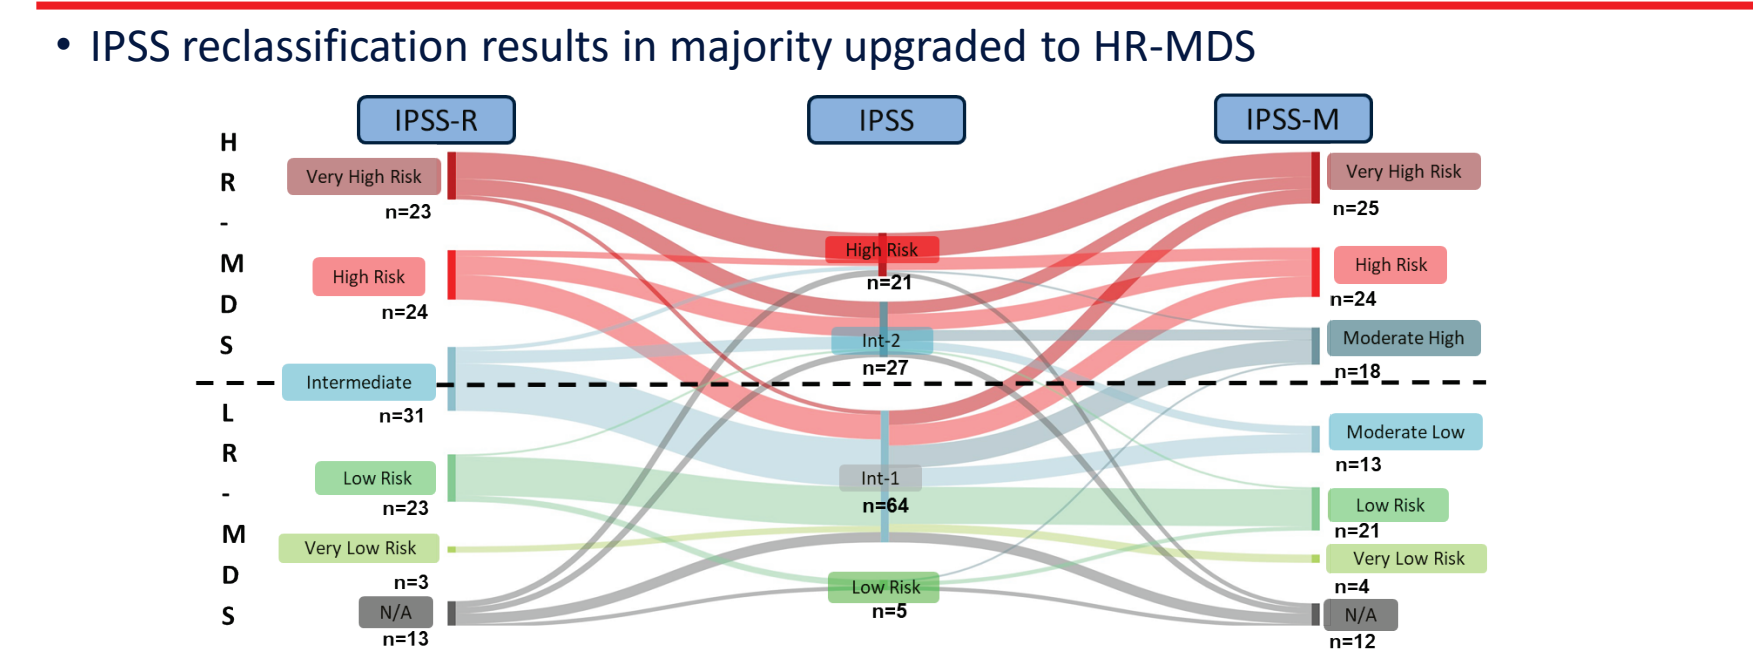 • IPSS reclassification results in majority upgraded to HR-MDS
IPSS-R
IPSS
IPSS-M
H
R
-
M
D
S
L
R
-
M
D
S
Very High Risk
n=23
High Risk
n=24
Intermediate
n=31
Low Risk
n=23
Very Low Risk
n=3
N/A
n=13
High Risk
n=21
Int-2
n=27
Int-1
n=64
Low Risk
n=5
Very High Risk
n=25
High Risk
n=24
Moderate High
n=18
Moderate Low
n=13
Low Risk
n=21
Very Low Risk
n=4
N/A
n=12